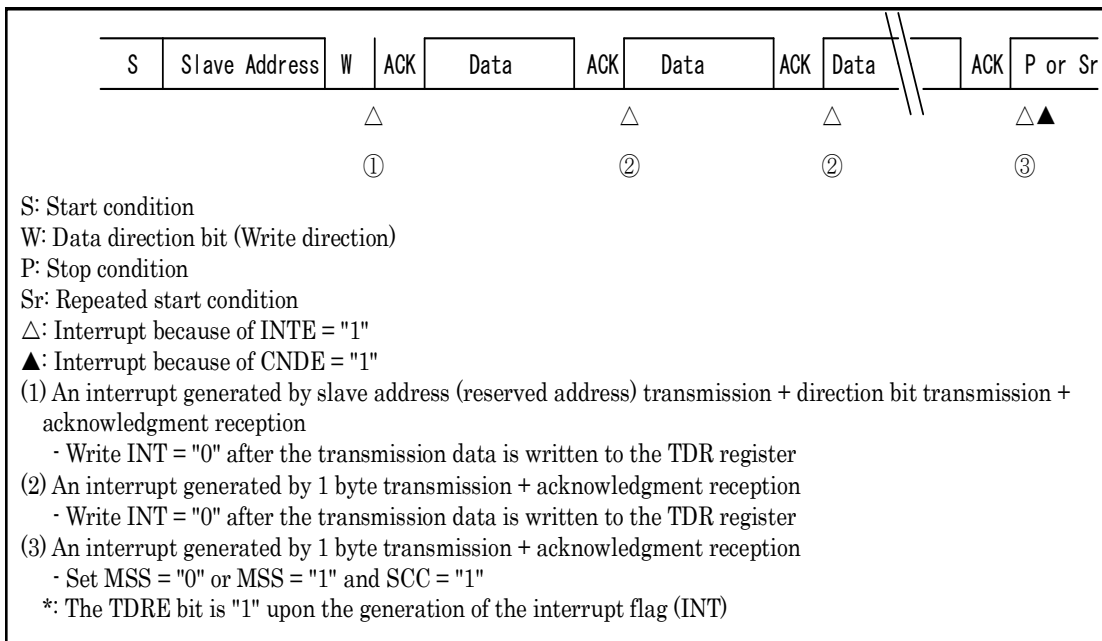 S Slave Address W ACK Data ACK Data ACK Data ACK P or Sr
△ △ △ △▲
① ② ② ③
S: Start condition
W: Data direction bit (Write direction)
P: Stop condition
Sr: Repeated start condition
△: Interrupt because of INTE = "1"
▲: Interrupt because of CNDE = "1"
(1) An interrupt generated by slave address (reserved address) transmission + direction bit transmission +
acknowledgment reception
- Write INT = "0" after the transmission data is written to the TDR register
(2) An interrupt generated by 1 byte transmission + acknowledgment reception
- Write INT = "0" after the transmission data is written to the TDR register
(3) An interrupt generated by 1 byte transmission + acknowledgment reception
- Set MSS = "0" or MSS = "1" and SCC = "1"
*: The TDRE bit is "1" upon the generation of the interrupt flag (INT)